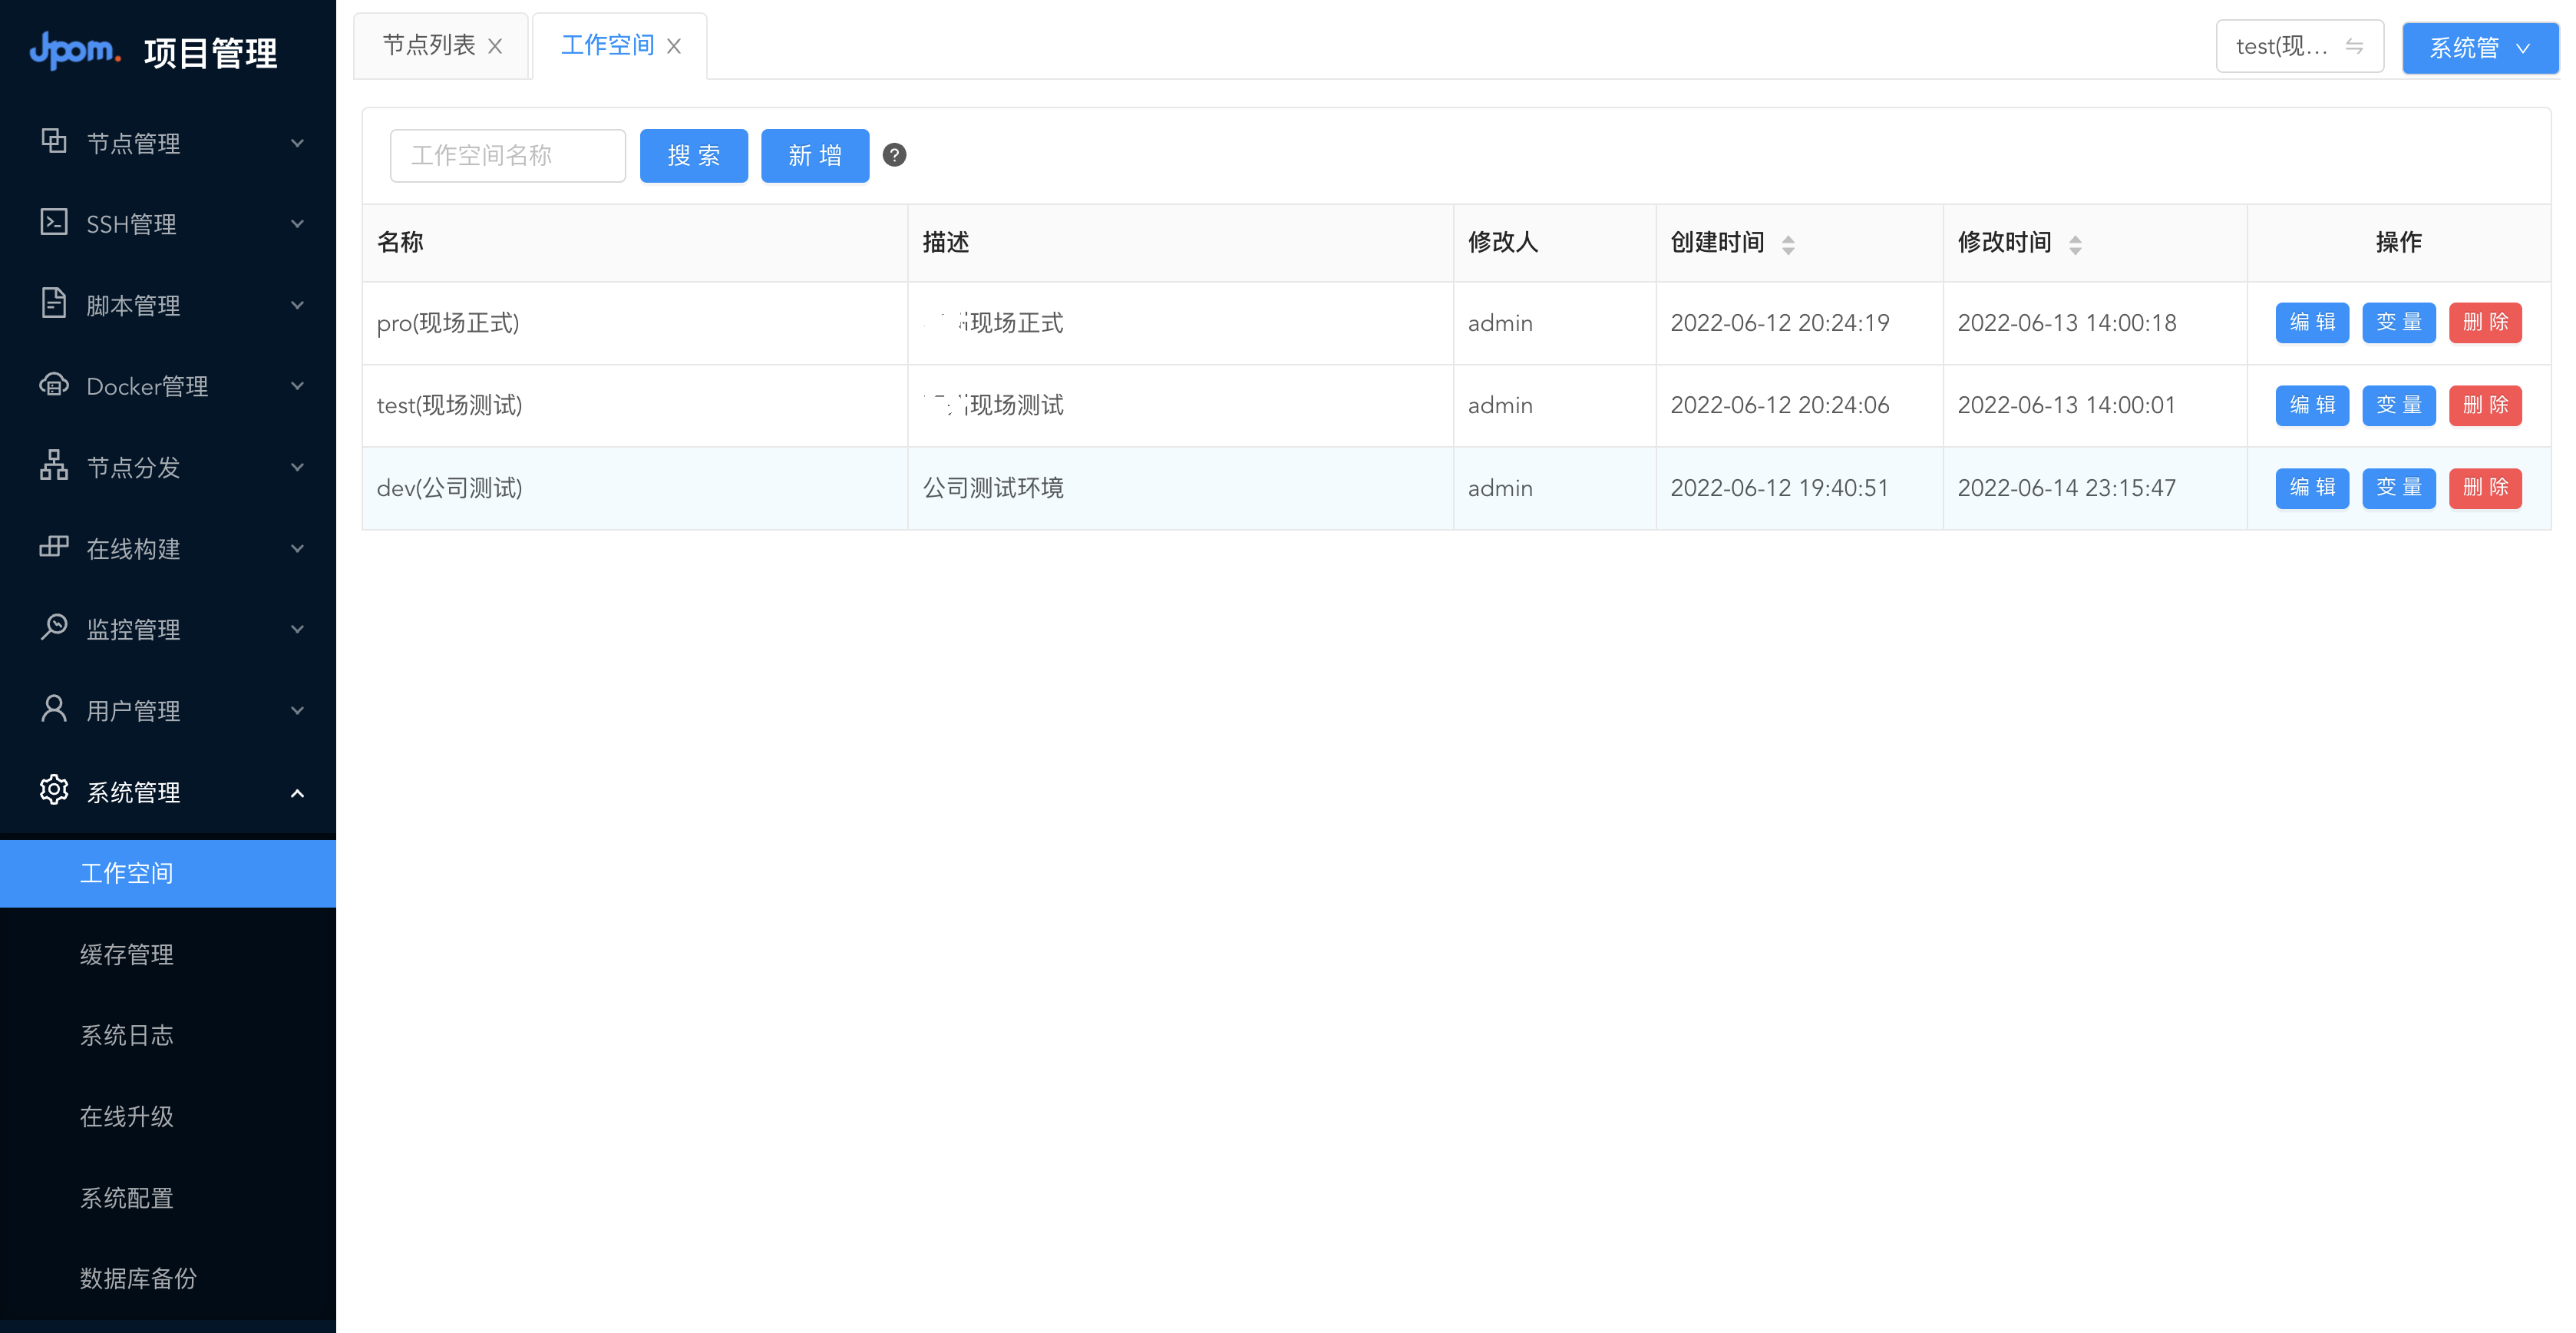 Jpom. 项目管理
节点管理
SSH管理
脚本管理
Docker管理
节点分发
在线构建
监控管理
用户管理
系统管理
工作空间
缓存管理
系统日志
在线升级
系统配置
数据库备份
节点列表 工作空间
test(现... 系统管
工作空间名称 搜 索 新 增 ?
名称 描述 修改人 创建时间 修改时间 操作
pro(现场正式) 现场正式 admin 2022-06-12 20:24:19 2022-06-13 14:00:18 编 辑 变 量 删 除
test(现场测试) 现场测试 admin 2022-06-12 20:24:06 2022-06-13 14:00:01 编 辑 变 量 删 除
dev(公司测试) 公司测试环境 admin 2022-06-12 19:40:51 2022-06-14 23:15:47 编 辑 变 量 删 除